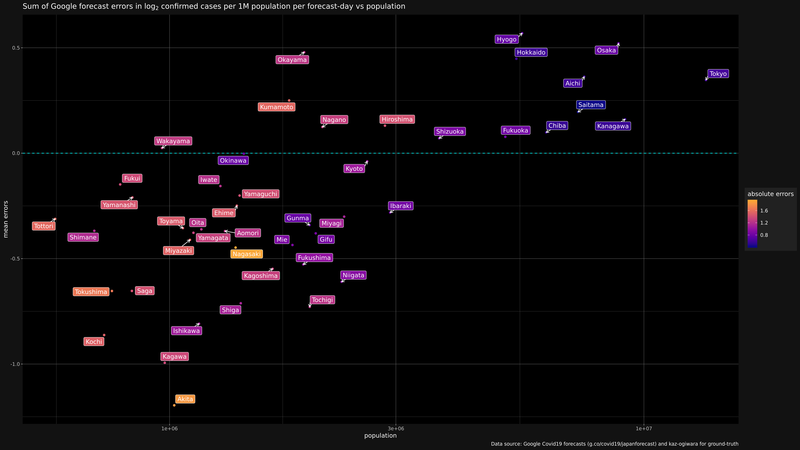 Sum of Google forecast errors in log₂ confirmed cases per 1M population per forecast-day vs population
Hyogo
Hokkaido
Osaka
Okayama
Tokyo
Aichi
Kumamoto
Saitama
Nagano
Hiroshima
Shizuoka
Fukuoka
Chiba
Kanagawa
Wakayama
Okinawa
Kyoto
Fukui
Iwate
Yamaguchi
Yamanashi
Ehime
Ibaraki
Tottori
Toyama
Oita
Gunma
Miyagi
Shimane
Yamagata
Aomori
Mie
Gifu
Miyazaki
Nagasaki
Fukushima
Kagoshima
Niigata
Tokushima
Saga
Tochigi
Shiga
Ishikawa
Kochi
Kagawa
Akita
0.5
0.0
-0.5
-1.0
mean errors
1e+06
3e+06
1e+07
population
absolute errors
1.6
1.2
0.8
Data source: Google Covid19 forecasts (g.co/covid19/japanforecast) and kaz-ogiwara for ground-truth